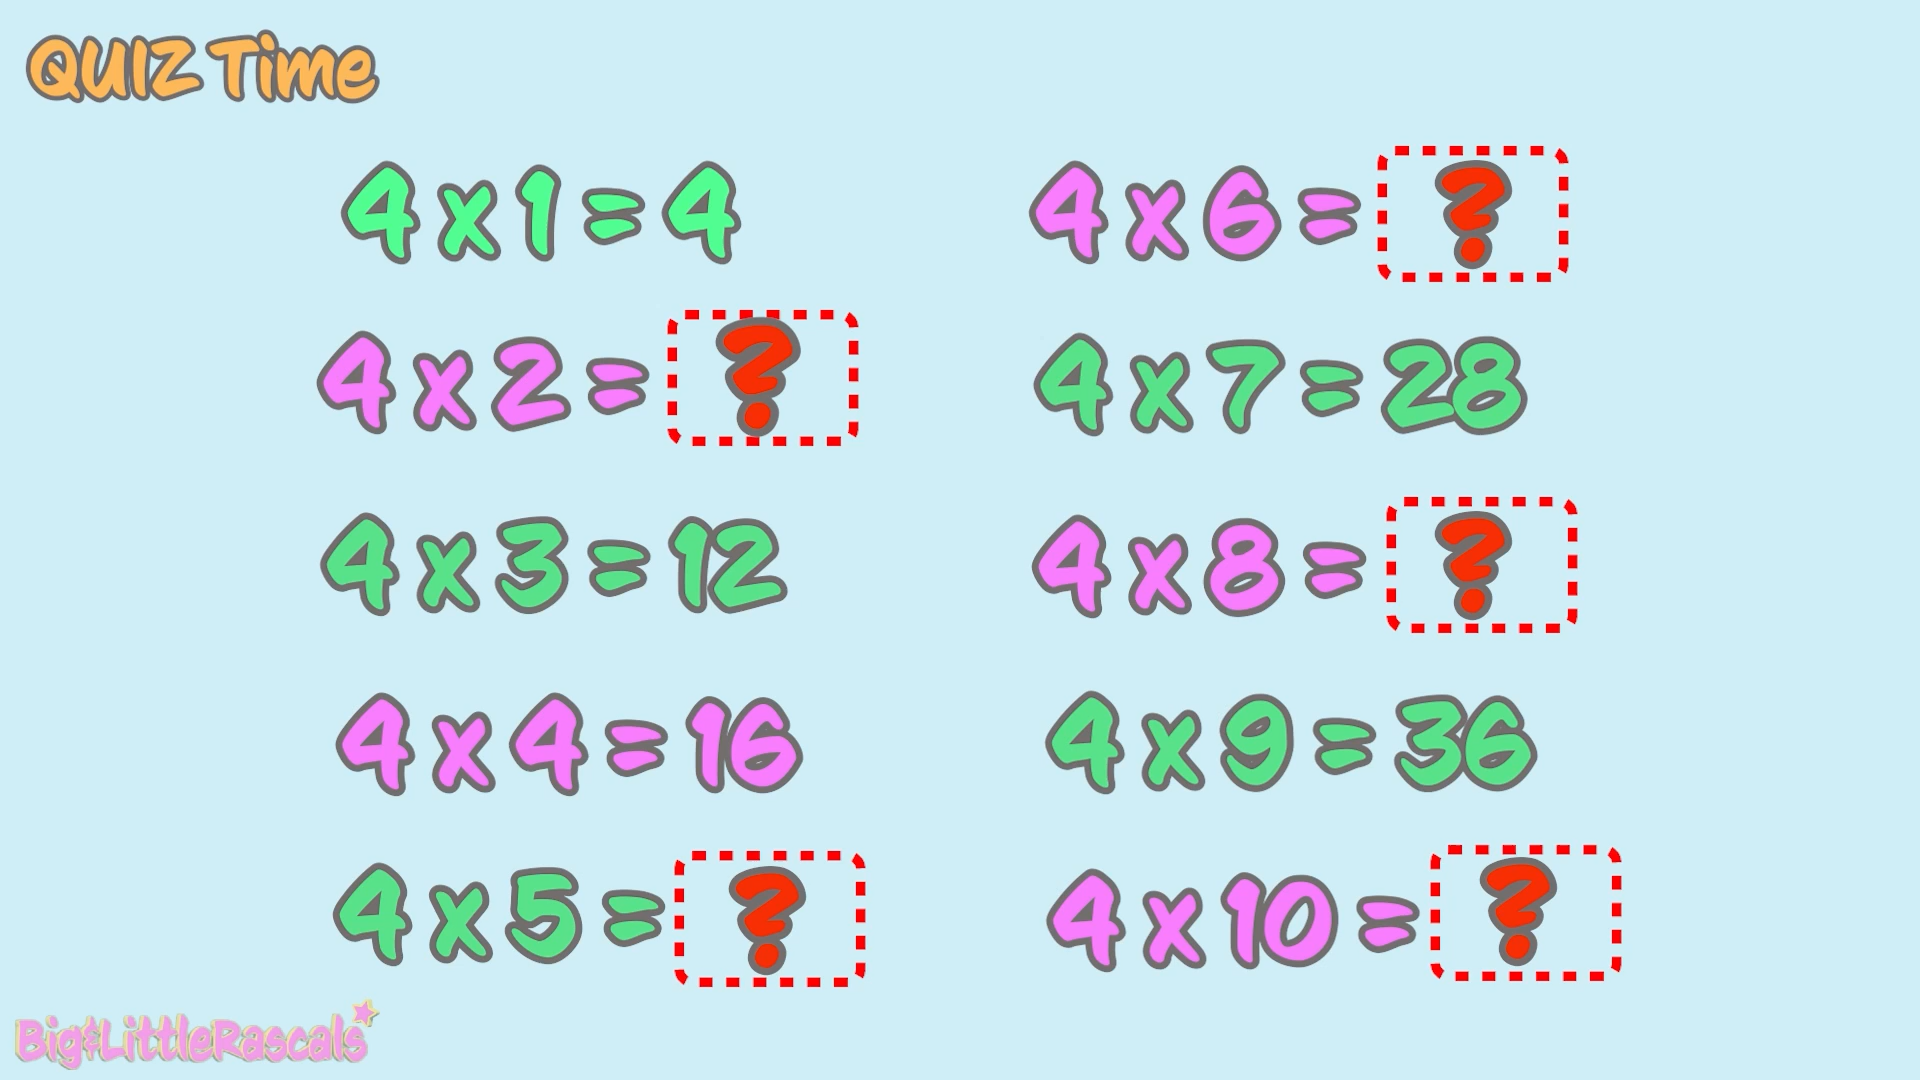 QUIZ Time
4 x 1 = 4
4 x 2 = ?
4 x 3 = 12
4 x 4 = 16
4 x 5 = ?
4 x 6 = ?
4 x 7 = 28
4 x 8 = ?
4 x 9 = 36
4 x 10 = ?
Big&LittleRascals